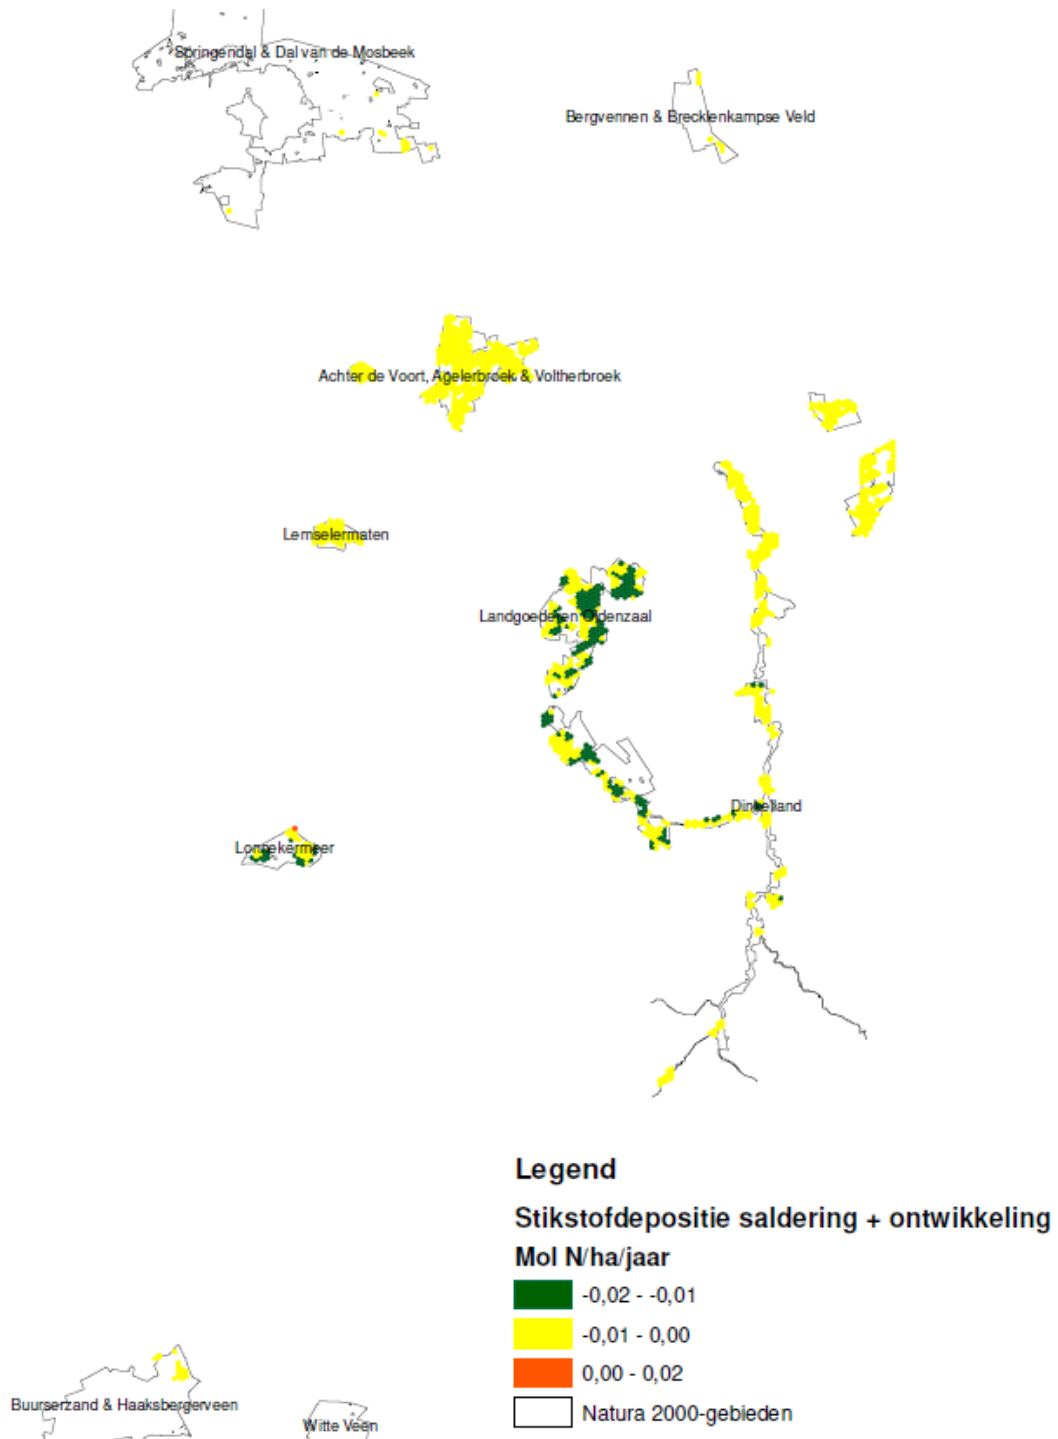 Springendal & Dal van de Mosbeek
Bergvennen & Brecklenkampse Veld
Achter de Voort, Agelerbroek & Voltherbroek
Lemselermaten
Landgoederen Oldenzaal
Dinkelland
Lonnekermeer
Legend
Stikstofdepositie saldering + ontwikkeling
Mol N/ha/jaar
-0,02 - -0,01
-0,01 - 0,00
0,00 - 0,02
Natura 2000-gebieden
Buurserzand & Haaksbergerveen
Witte Veen